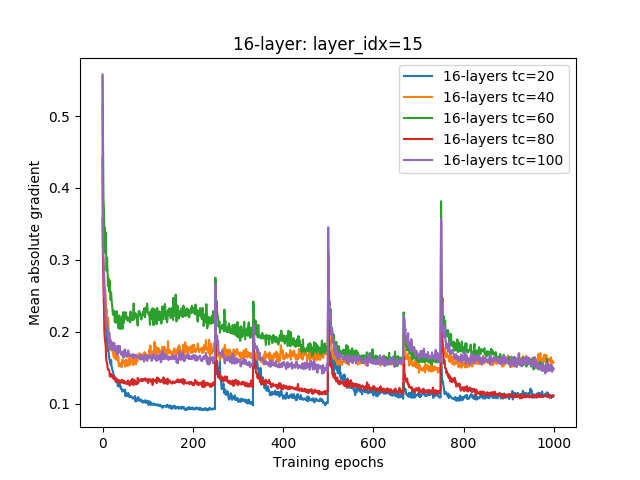 16-layer: layer_idx=15
16-layers tc=20
16-layers tc=40
16-layers tc=60
16-layers tc=80
16-layers tc=100
Mean absolute gradient
0.5
0.4
0.3
0.2
0.1
0
200
400
600
800
1000
Training epochs